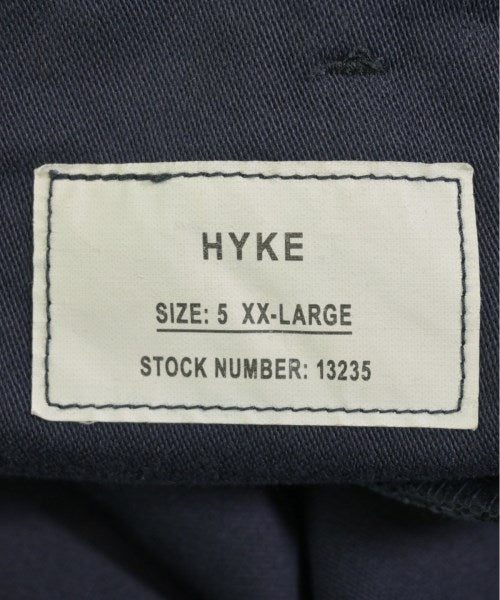 HYKE
SIZE: 5 XX-LARGE
STOCK NUMBER: 13235